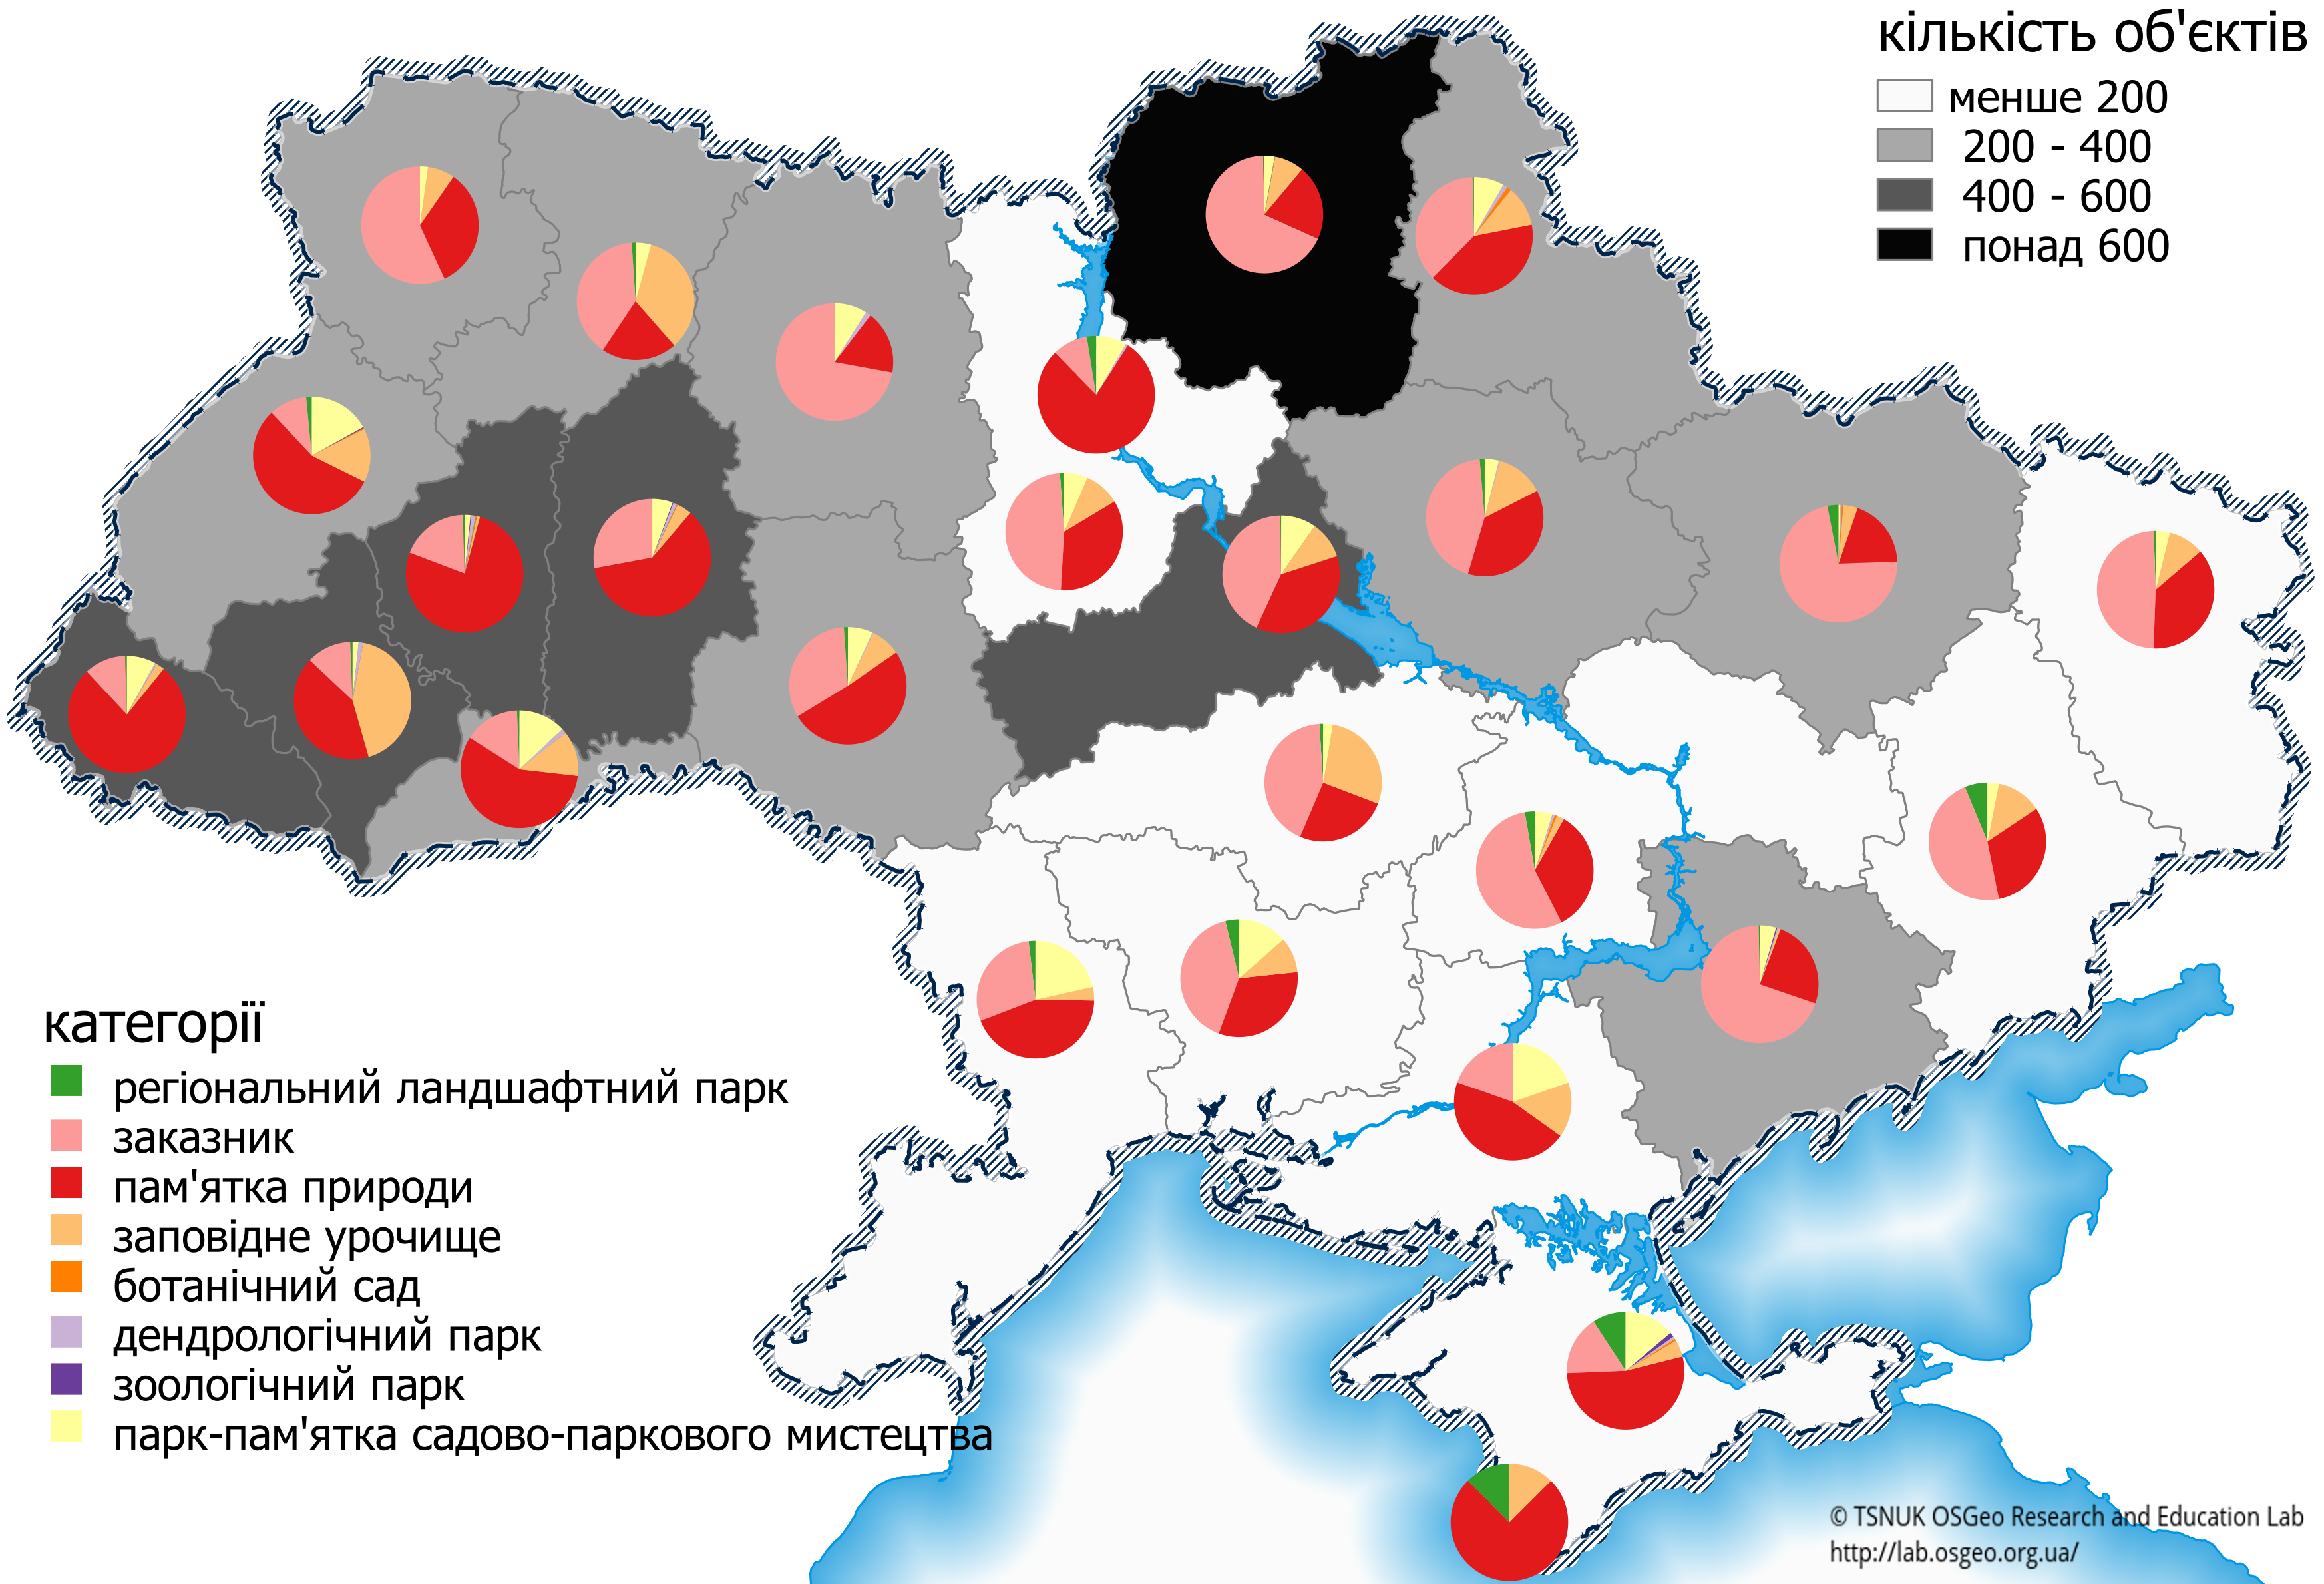 кількість об'єктів
менше 200
200 - 400
400 - 600
понад 600
категорії
регіональний ландшафтний парк
заказник
пам'ятка природи
заповідне урочище
ботанічний сад
дендрологічний парк
зоологічний парк
парк-пам'ятка садово-паркового мистецтва
© TSNUK OSGeo Research and Education Lab
http://lab.osgeo.org.ua/